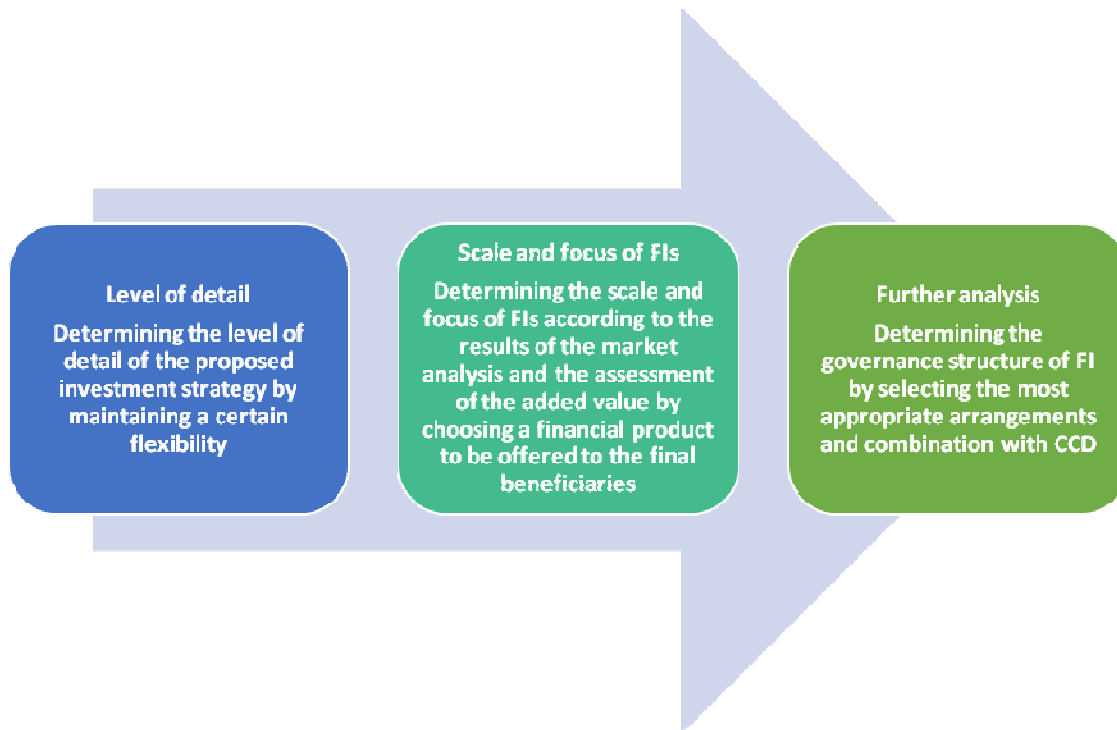 Level of detail
Determining the level of
detail of the proposed
investment strategy by
maintaining a certain
flexibility
Scale and focus of FIs
Determining the scale and
focus of FIs according to the
results of the market
analysis and the assessment
of the added value by
choosing a financial product
to be offered to the final
beneficiaries
Further analysis
Determining the
governance structure of FI
by selecting the most
appropriate arrangements
and combination with CCD